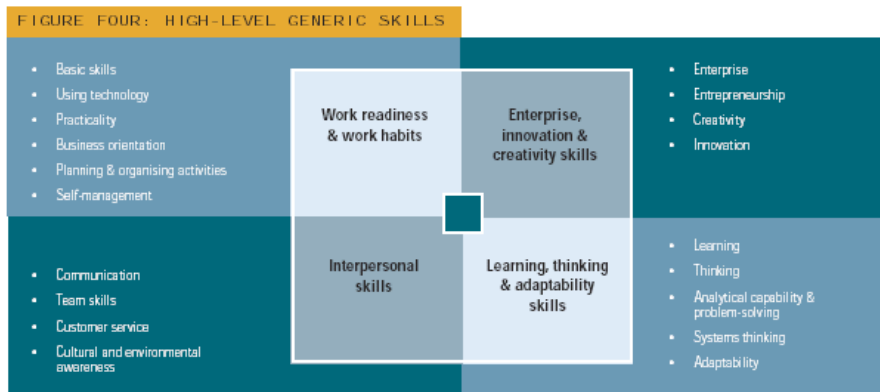 FIGURE FOUR: HIGH-LEVEL GENERIC SKILLS
• Basic skills
• Using technology
• Practicality
• Business orientation
• Planning & organising activities
• Self-management
Work readiness
& work habits
Enterprise,
innovation &
creativity skills
• Enterprise
• Entrepreneurship
• Creativity
• Innovation
• Communication
• Team skills
• Customer service
• Cultural and environmental
awareness
Interpersonal
skills
Learning, thinking
& adaptability
skills
• Learning
• Thinking
• Analytical capability &
problem-solving
• Systems thinking
• Adaptability